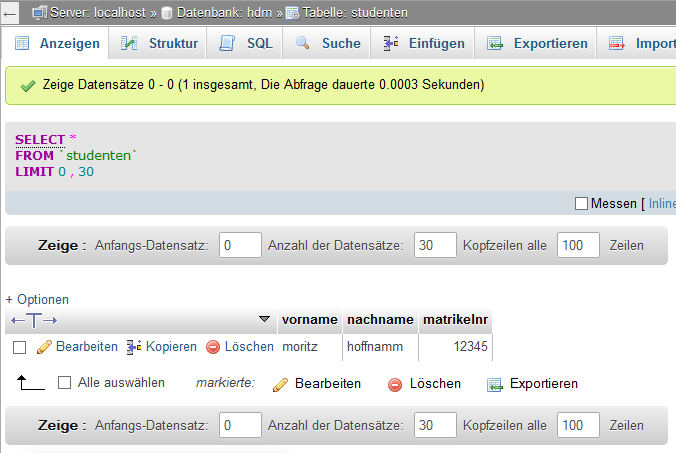 Server: localhost » Datenbank: hdm » Tabelle: studenten
Anzeigen Struktur SQL Suche Einfügen Exportieren Import
Zeige Datensätze 0 - 0 (1 insgesamt, Die Abfrage dauerte 0.0003 Sekunden)
SELECT *
FROM `studenten`
LIMIT 0 , 30
Messen [ Inline
Zeige : Anfangs-Datensatz: 0 Anzahl der Datensätze: 30 Kopfzeilen alle 100 Zeilen
+ Optionen
←T→ vorname nachname matrikelnr
Bearbeiten Kopieren Löschen moritz hoffnamm 12345
Alle auswählen markierte: Bearbeiten Löschen Exportieren
Zeige : Anfangs-Datensatz: 0 Anzahl der Datensätze: 30 Kopfzeilen alle 100 Zeilen